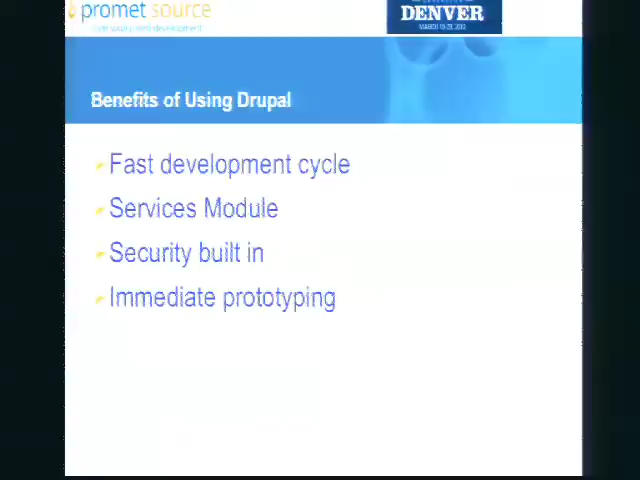 promet source
DENVER
Benefits of Using Drupal
Fast development cycle
Services Module
Security built in
Immediate prototyping